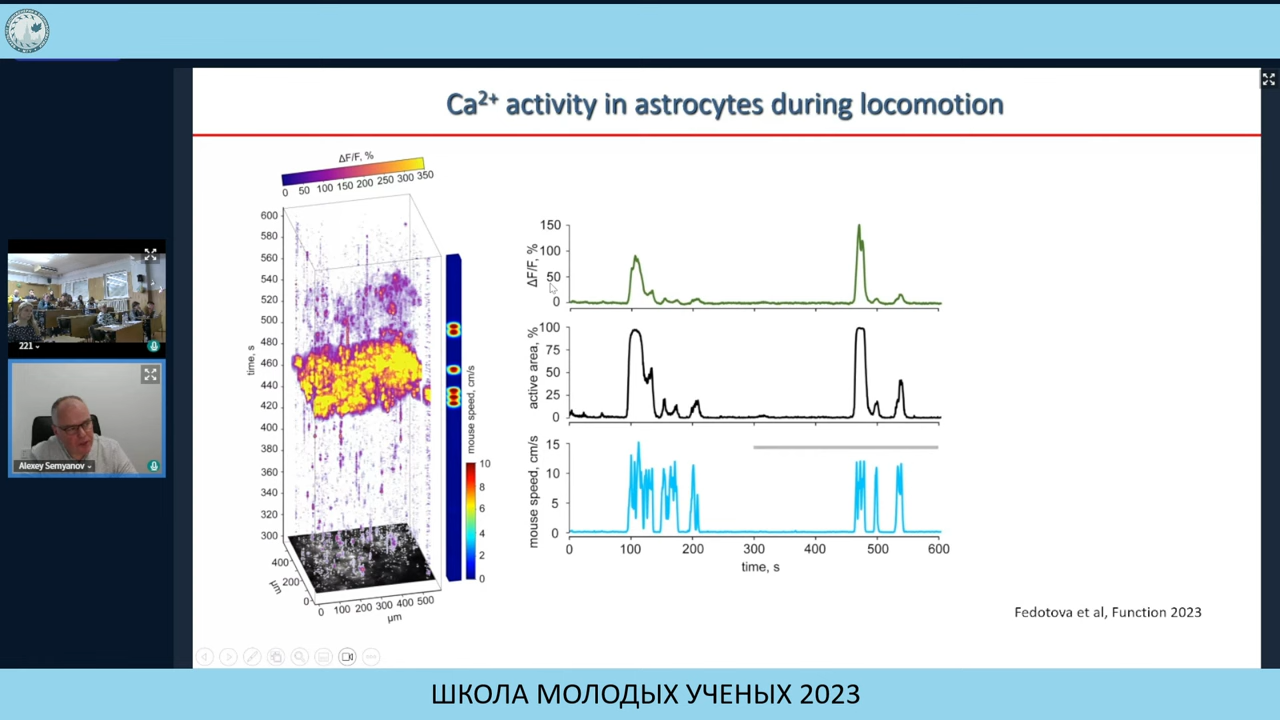 Ca²⁺ activity in astrocytes during locomotion
ΔF/F, %
0 50 100 150 200 250 300 350
600
580
560
540
520
500
480
460
440
420
400
380
360
340
320
300
time, s
400
200
0
µm
0 100 200 300 400 500
µm
mouse speed, cm/s
10
8
6
4
2
0
150
100
50
0
ΔF/F, %
100
75
50
25
0
active area, %
15
10
5
0
mouse speed, cm/s
0 100 200 300 400 500 600
time, s
Fedotova et al, Function 2023
221
Alexey Semyanov
ШКОЛА МОЛОДЫХ УЧЕНЫХ 2023